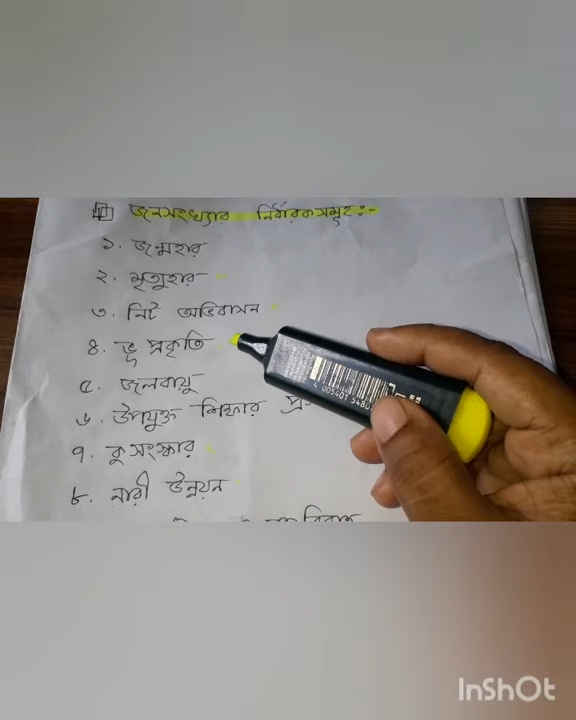 জনসংখ্যার নির্ধারকসমূহ :-
১. জন্মহার
২. মৃত্যুহার
৩. নিট অভিবাসন
৪. ভূ প্রকৃতি
৫. জলবায়ু
৬. উপযুক্ত শিক্ষার
৭. কুসংস্কার
৮. নারী উন্নয়ন
InShOt